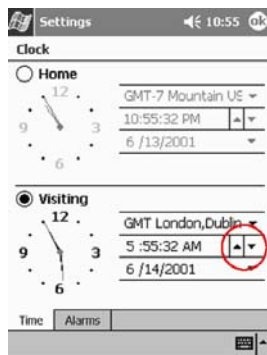 Settings 10:55 ok
Clock
Home
12
9 3
6
GMT-7 Mountain US
10:55:32 PM
6 /13/2001
Visiting
12
9 3
6
GMT London,Dublin
5 :55:32 AM
6 /14/2001
Time Alarms